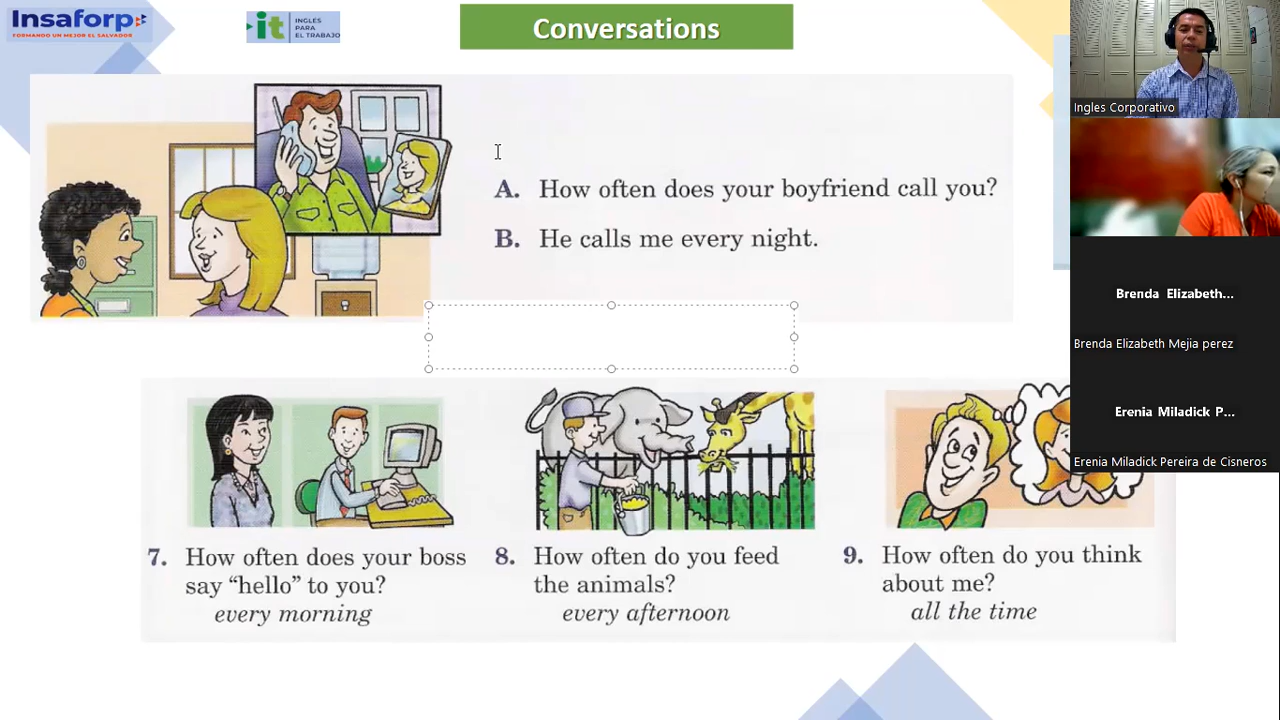 Insaforp
FORMANDO UN MEJOR EL SALVADOR
it
INGLES
PARA
EL TRABAJO
Conversations
A. How often does your boyfriend call you?
B. He calls me every night.
7. How often does your boss
say “hello” to you?
every morning
8. How often do you feed
the animals?
every afternoon
9. How often do you think
about me?
all the time
Ingles Corporativo
Brenda Elizabeth...
Brenda Elizabeth Mejia perez
Erenia Miladick P...
Erenia Miladick Pereira de Cisneros